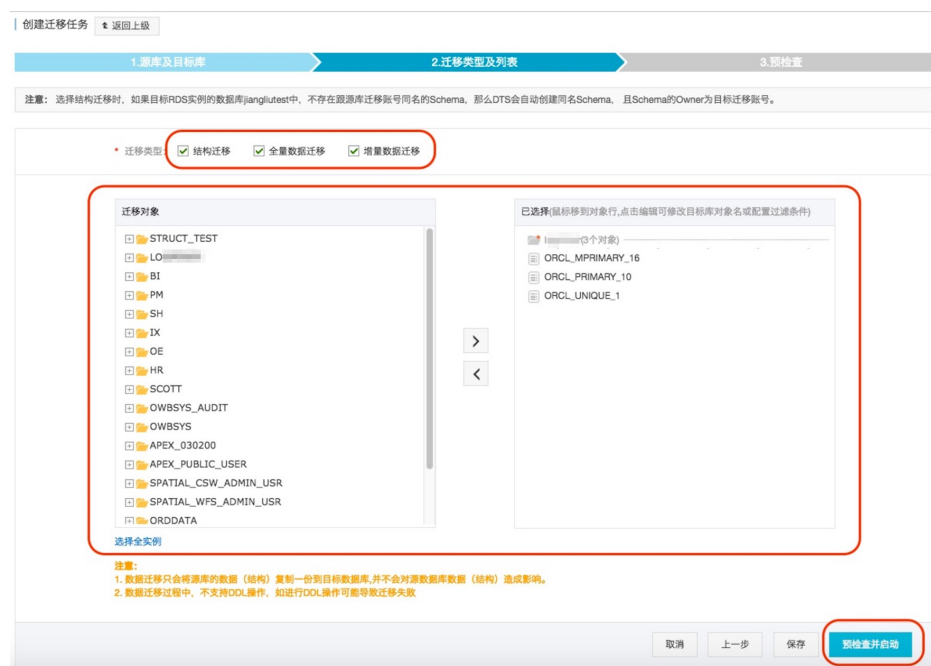 创建迁移任务 返回上级
1.源库及目标库 2.迁移类型及列表 3.预检查
注意： 选择结构迁移时，如果目标RDS实例的数据库jiangliutest中、不存在跟源库迁移账号同名的Schema，那么DTS会自动创建同名Schema， 且Schema的Owner为目标迁移账号。
* 迁移类型： 结构迁移 全量数据迁移 增量数据迁移
迁移对象
STRUCT_TEST
LO
BI
PM
SH
IX
OE
HR
SCOTT
OWBSYS_AUDIT
OWBSYS
APEX_030200
APEX_PUBLIC_USER
SPATIAL_CSW_ADMIN_USR
SPATIAL_WFS_ADMIN_USR
ORDDATA
选择全实例
已选择(鼠标移到对象行,点击编辑可修改目标库对象名或配置过滤条件)
(3个对象)
ORCL_MPRIMARY_16
ORCL_PRIMARY_10
ORCL_UNIQUE_1
注意：
1. 数据迁移只会将源库的数据（结构）复制一份到目标数据库,并不会对源数据库数据（结构）造成影响。
2. 数据迁移过程中，不支持DDL操作，如进行DDL操作可能导致迁移失败
取消 上一步 保存 预检查并启动